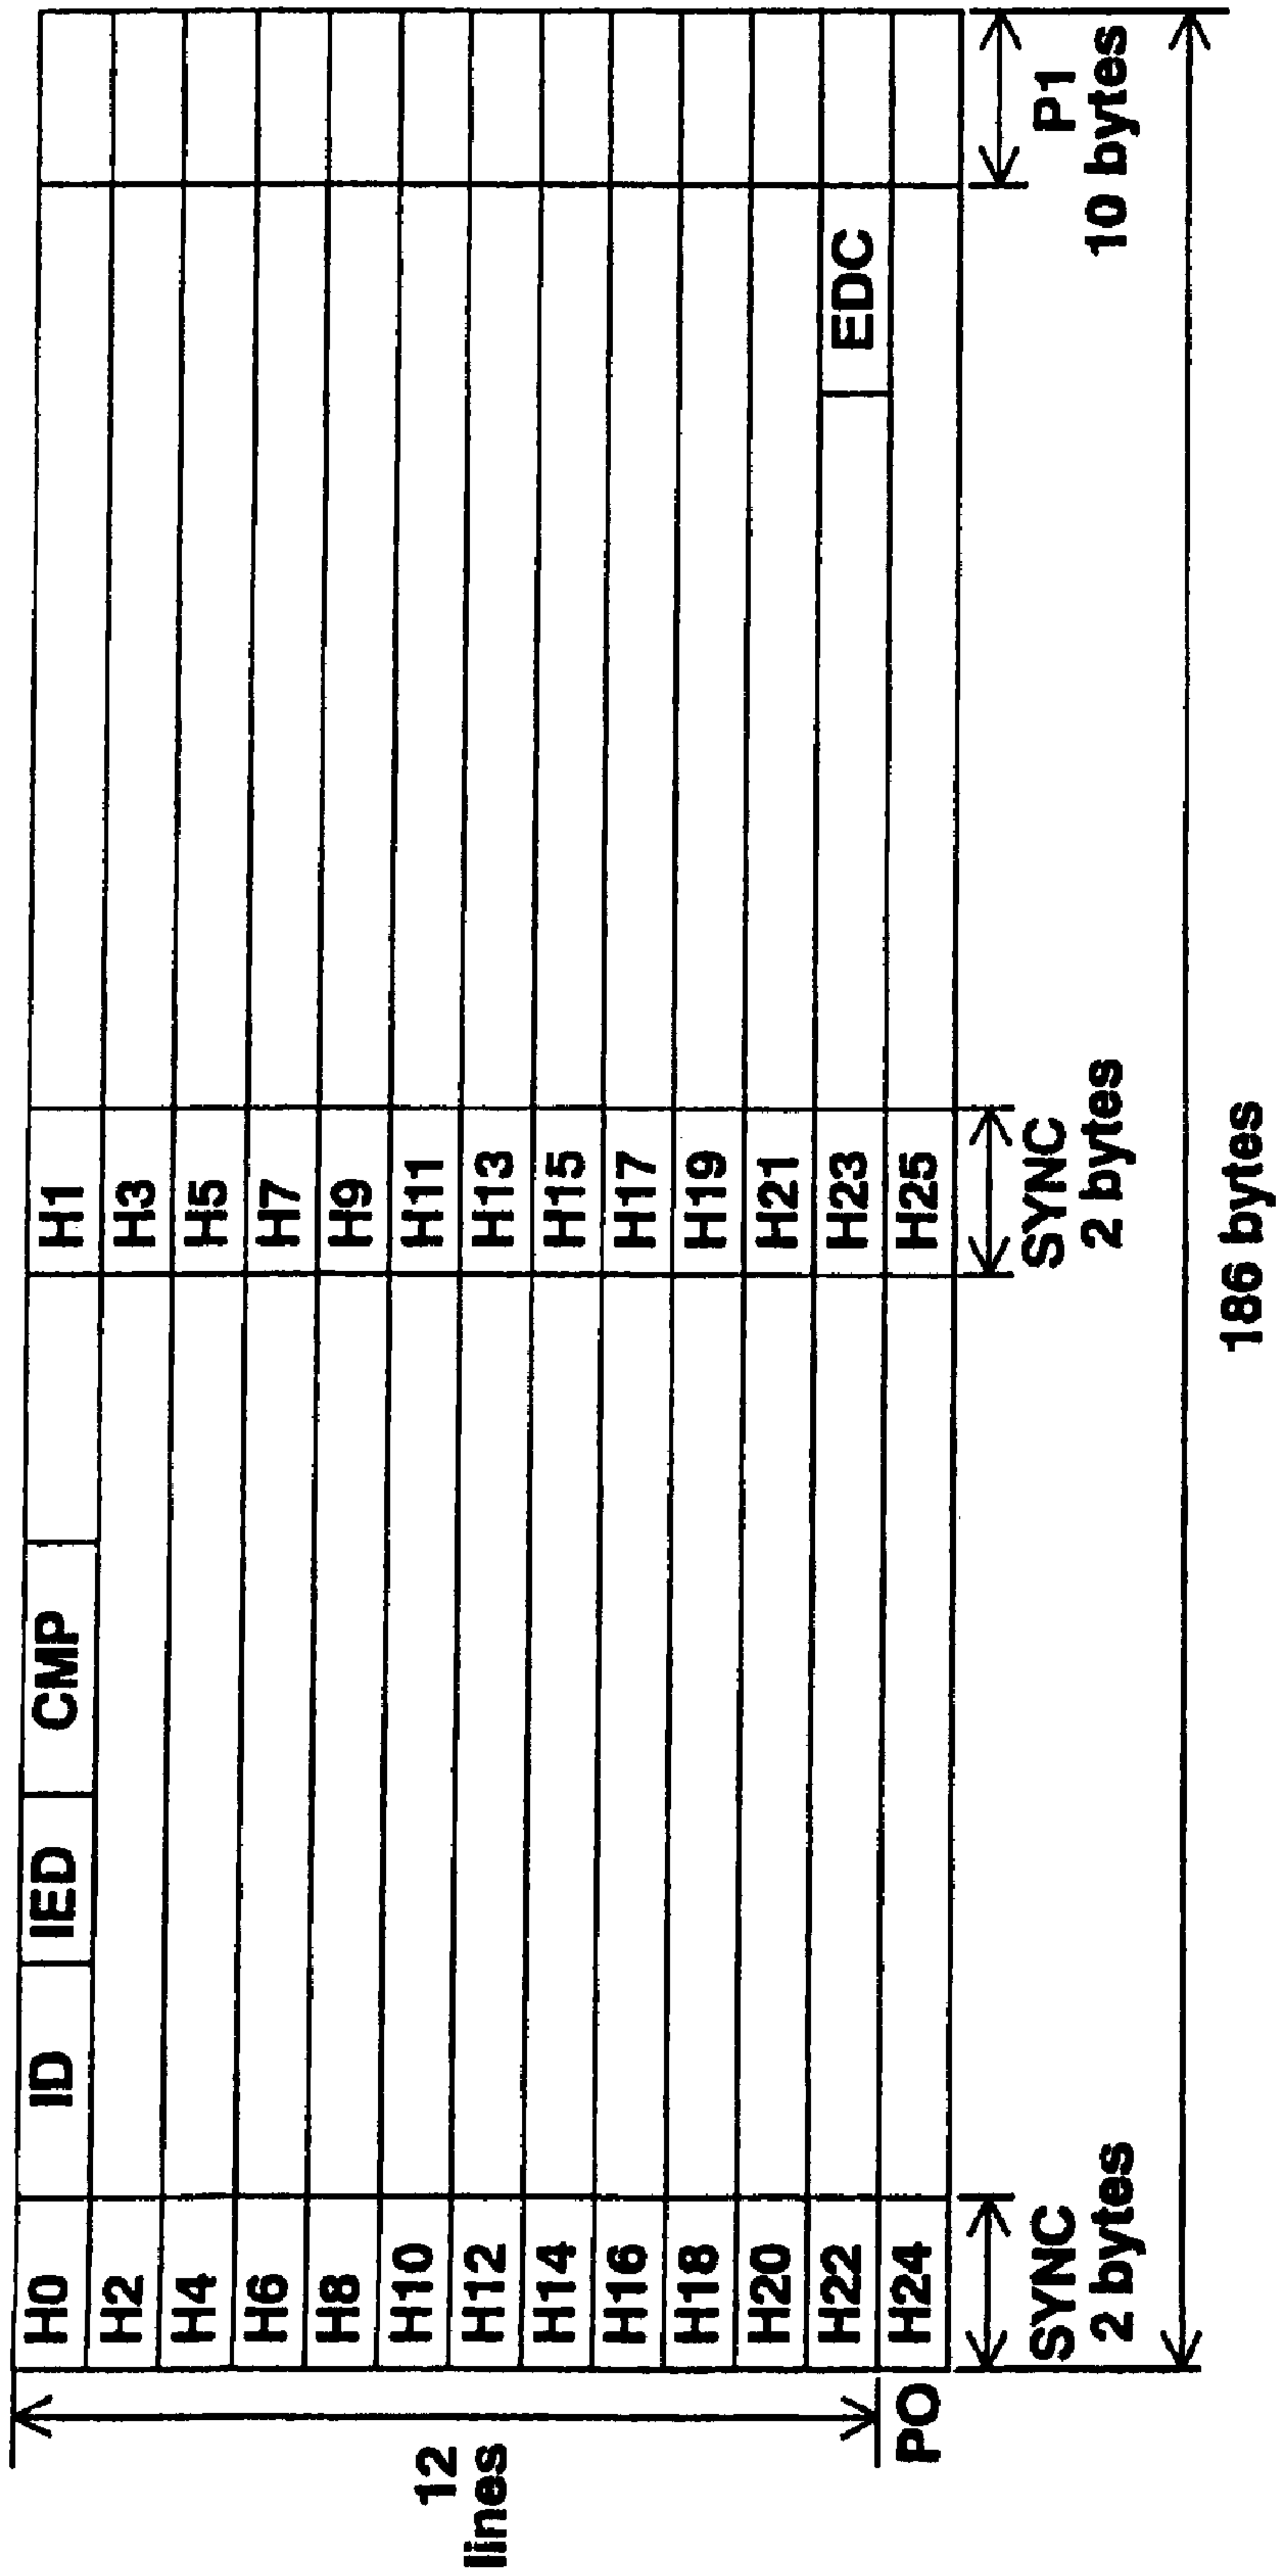 H0 ID IED CMP H1
H2 H3
H4 H5
H6 H7
H8 H9
H10 H11
H12 H13
H14 H15
H16 H17
H18 H19
H20 H21
H22 H23 EDC
H24 H25
12
lines
PO
SYNC
2 bytes
SYNC
2 bytes
P1
10 bytes
186 bytes